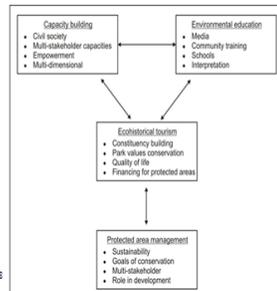 Capacity building
♦ Civil society
♦ Multi-stakeholder capacities
♦ Empowerment
♦ Multi-dimensional
Environmental education
♦ Media
♦ Community training
♦ Schools
♦ Interpretation
Ecohistorical tourism
♦ Constituency building
♦ Park values conservation
♦ Quality of life
♦ Financing for protected areas
Protected area management
♦ Sustainability
♦ Goals of conservation
♦ Multi-stakeholder
♦ Role in development